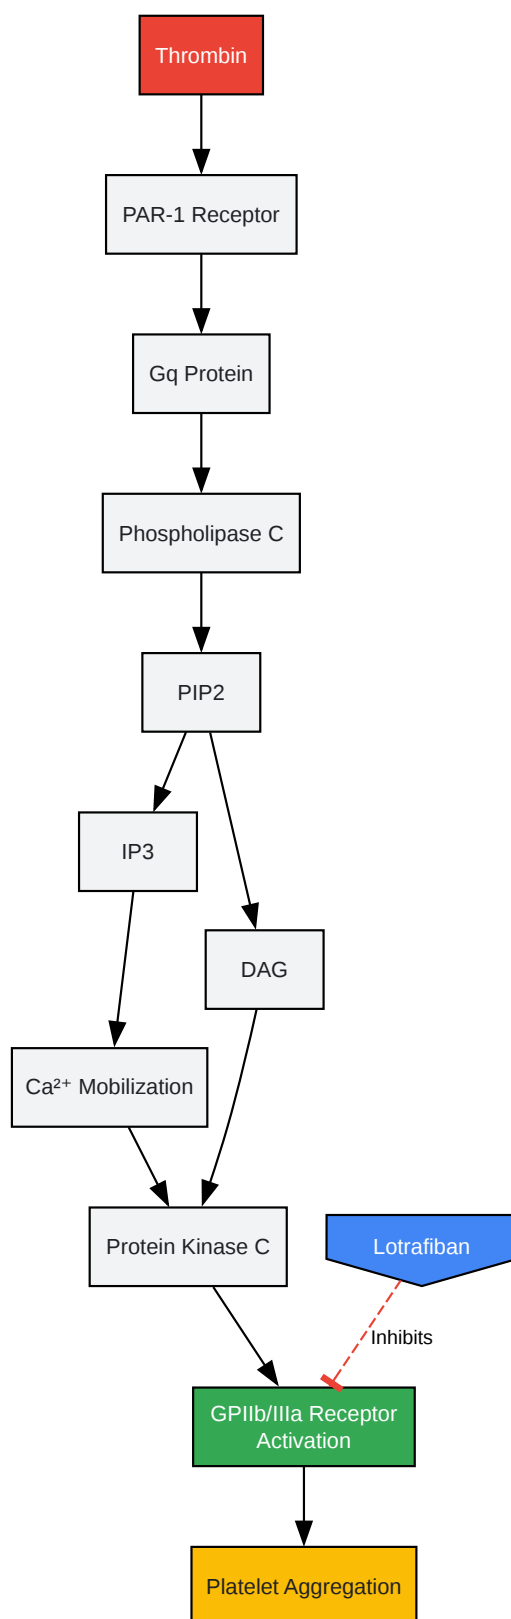 Thrombin
PAR-1 Receptor
Gq Protein
Phospholipase C
PIP2
IP3
DAG
Ca²⁺ Mobilization
Protein Kinase C
Lotrafiban
Inhibits
GPIIb/IIIa Receptor
Activation
Platelet Aggregation